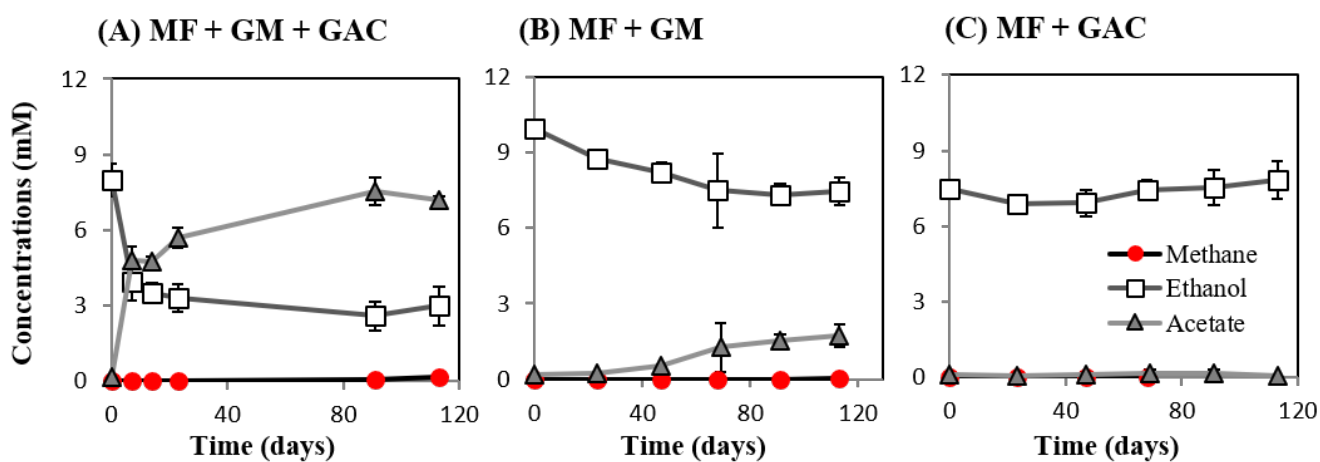 (A) MF + GM + GAC
(B) MF + GM
(C) MF + GAC
Concentrations (mM)
12
9
6
3
0
0
40
80
120
Time (days)
12
9
6
3
0
0
40
80
120
Time (days)
12
9
6
3
0
0
40
80
120
Time (days)
Methane
Ethanol
Acetate